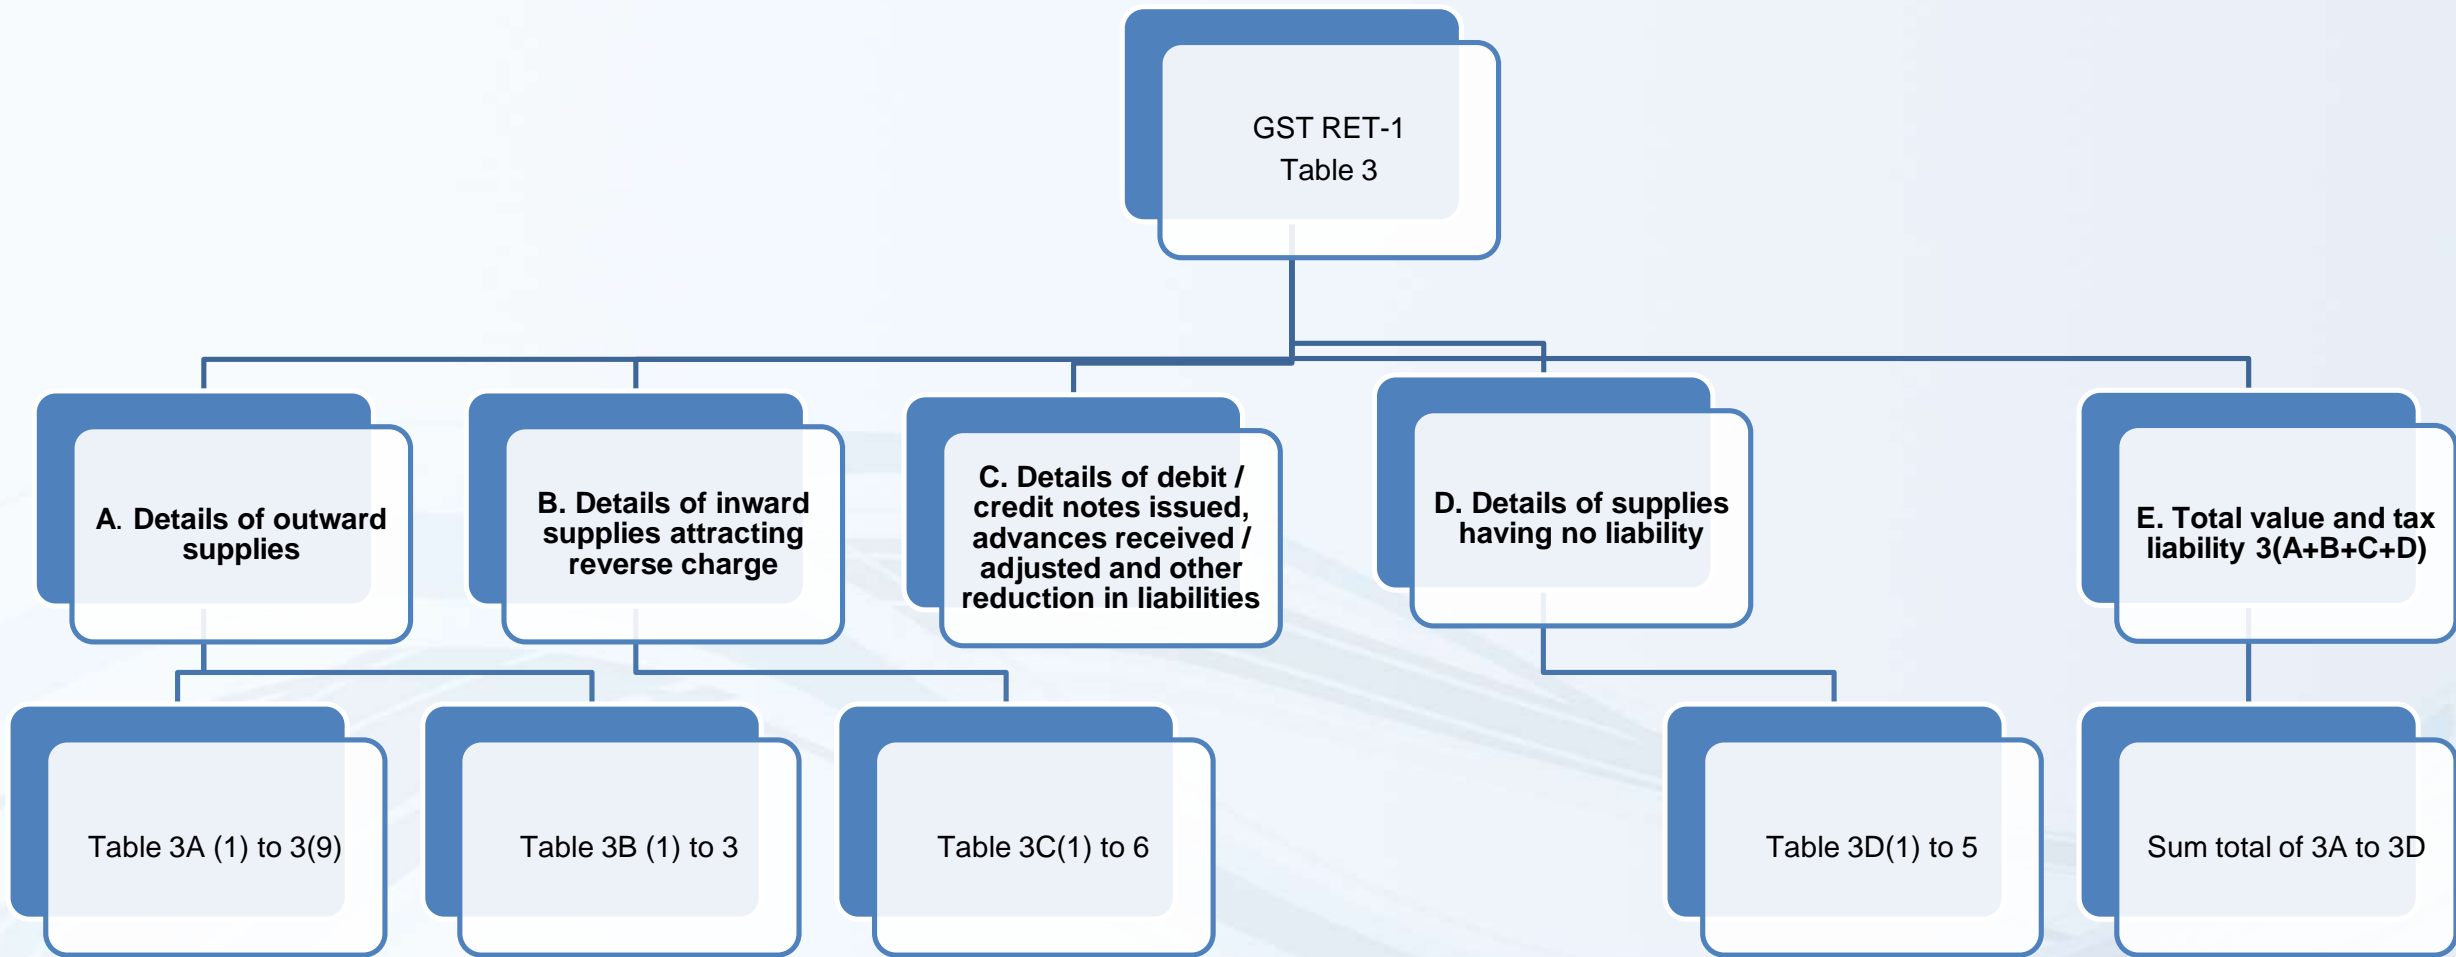 GST RET-1
Table 3
A. Details of outward
supplies
B. Details of inward
supplies attracting
reverse charge
C. Details of debit /
credit notes issued,
advances received /
adjusted and other
reduction in liabilities
D. Details of supplies
having no liability
E. Total value and tax
liability 3(A+B+C+D)
Table 3A (1) to 3(9)
Table 3B (1) to 3
Table 3C(1) to 6
Table 3D(1) to 5
Sum total of 3A to 3D